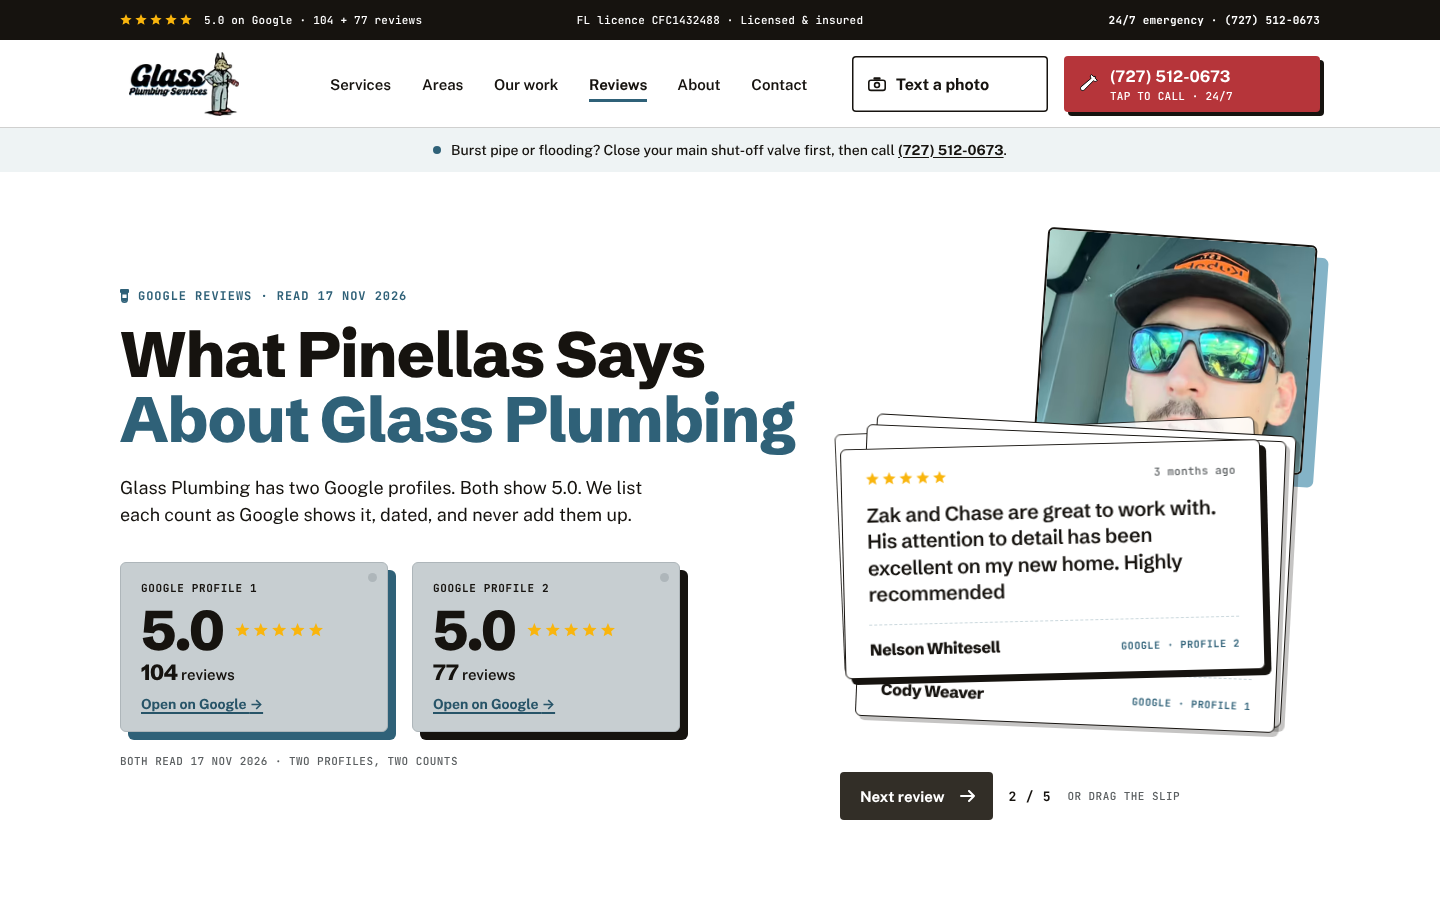 5.0 on Google · 104 + 77 reviews
FL licence CFC1432488 · Licensed & insured
24/7 emergency · (727) 512-0673
Glass
Plumbing Services
Services
Areas
Our work
Reviews
About
Contact
Text a photo
(727) 512-0673
TAP TO CALL · 24/7
Burst pipe or flooding? Close your main shut-off valve first, then call (727) 512-0673.
GOOGLE REVIEWS · READ 17 NOV 2026
What Pinellas Says
About Glass Plumbing
Glass Plumbing has two Google profiles. Both show 5.0. We list
each count as Google shows it, dated, and never add them up.
GOOGLE PROFILE 1
5.0
104 reviews
Open on Google →
GOOGLE PROFILE 2
5.0
77 reviews
Open on Google →
BOTH READ 17 NOV 2026 · TWO PROFILES, TWO COUNTS
3 months ago
Zak and Chase are great to work with.
His attention to detail has been
excellent on my new home. Highly
recommended
Nelson Whitesell
GOOGLE · PROFILE 2
Cody Weaver
GOOGLE · PROFILE 1
Next review →
2 / 5
OR DRAG THE SLIP